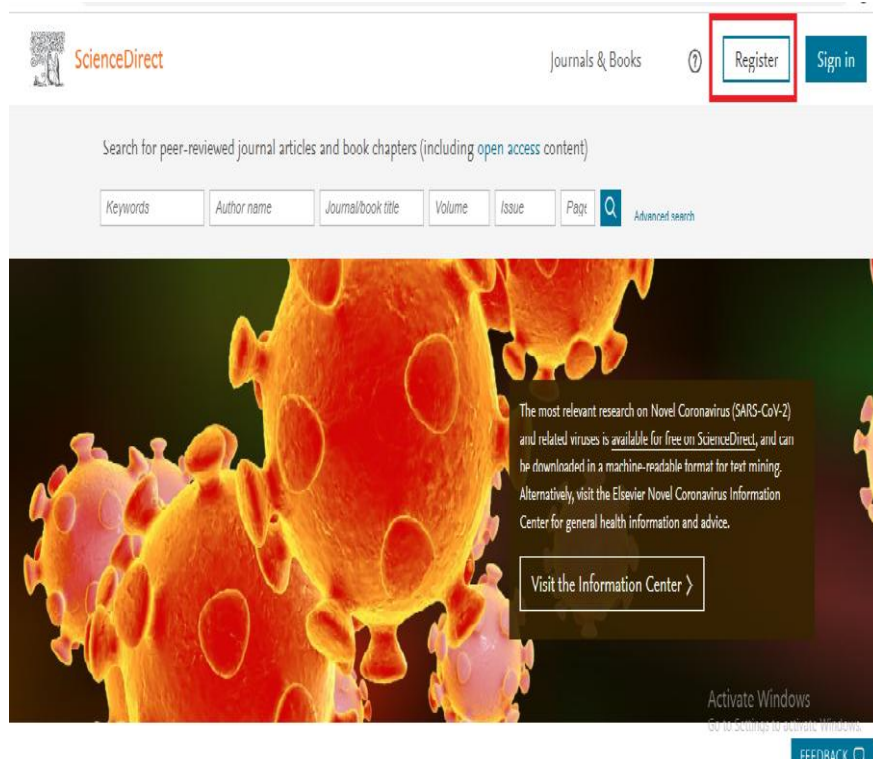 ScienceDirect
Journals & Books
?
Register
Sign in
Search for peer-reviewed journal articles and book chapters (including open access content)
Keywords
Author name
Journal/book title
Volume
Issue
Page
Advanced search
The most relevant research on Novel Coronavirus (SARS-CoV-2)
and related viruses is available for free on ScienceDirect, and can
be downloaded in a machine-readable format for text mining.
Alternatively, visit the Elsevier Novel Coronavirus Information
Center for general health information and advice.
Visit the Information Center >
Activate Windows
Go to Settings to activate Windows.
FEEDBACK